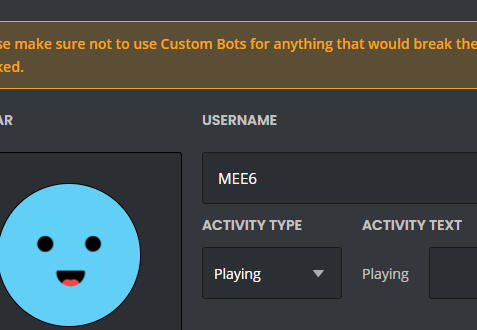 se make sure not to use Custom Bots for anything that would break the
ked.
AR
USERNAME
MEE6
ACTIVITY TYPE
ACTIVITY TEXT
Playing
Playing